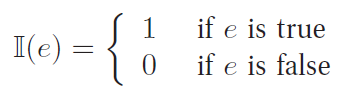 𝕀(e) = { 1 if e is true
0 if e is false